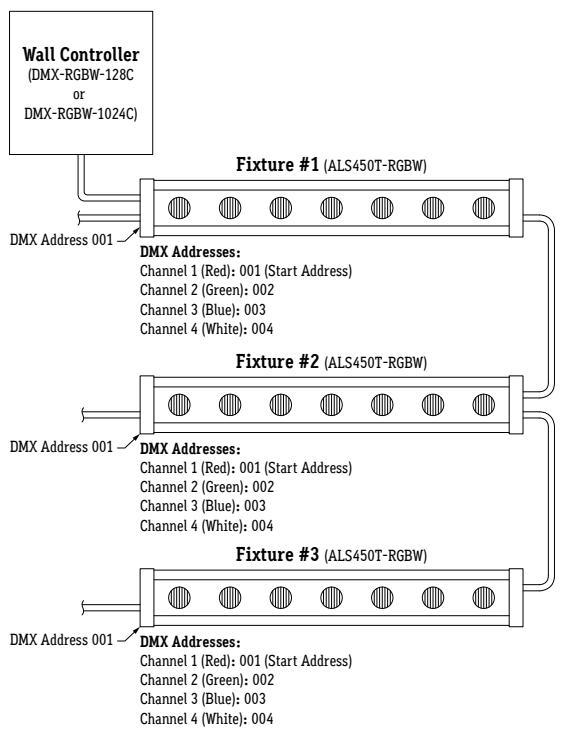 Wall Controller
(DMX-RGBW-128C
or
DMX-RGBW-1024C)
Fixture #1 (ALS450T-RGBW)
DMX Address 001
DMX Addresses:
Channel 1 (Red): 001 (Start Address)
Channel 2 (Green): 002
Channel 3 (Blue): 003
Channel 4 (White): 004
Fixture #2 (ALS450T-RGBW)
DMX Address 001
DMX Addresses:
Channel 1 (Red): 001 (Start Address)
Channel 2 (Green): 002
Channel 3 (Blue): 003
Channel 4 (White): 004
Fixture #3 (ALS450T-RGBW)
DMX Address 001
DMX Addresses:
Channel 1 (Red): 001 (Start Address)
Channel 2 (Green): 002
Channel 3 (Blue): 003
Channel 4 (White): 004